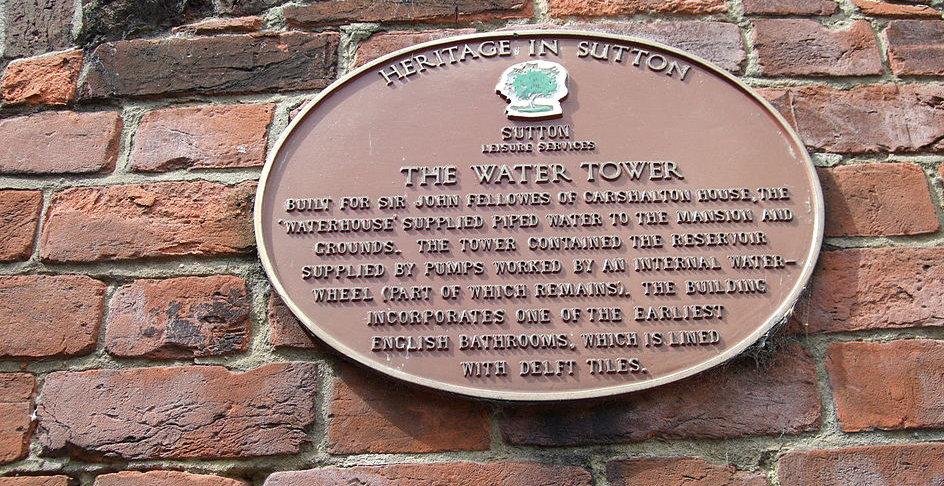 HERITAGE IN SUTTON
SUTTON
LEISURE SERVICES
THE WATER TOWER
BUILT FOR SIR JOHN FELLOWES OF CARSHALTON HOUSE, THE
'WATERHOUSE' SUPPLIED PIPED WATER TO THE MANSION AND
GROUNDS. THE TOWER CONTAINED THE RESERVOIR
SUPPLIED BY PUMPS WORKED BY AN INTERNAL WATER-
WHEEL (PART OF WHICH REMAINS). THE BUILDING
INCORPORATES ONE OF THE EARLIEST
ENGLISH BATHROOMS, WHICH IS LINED
WITH DELFT TILES.